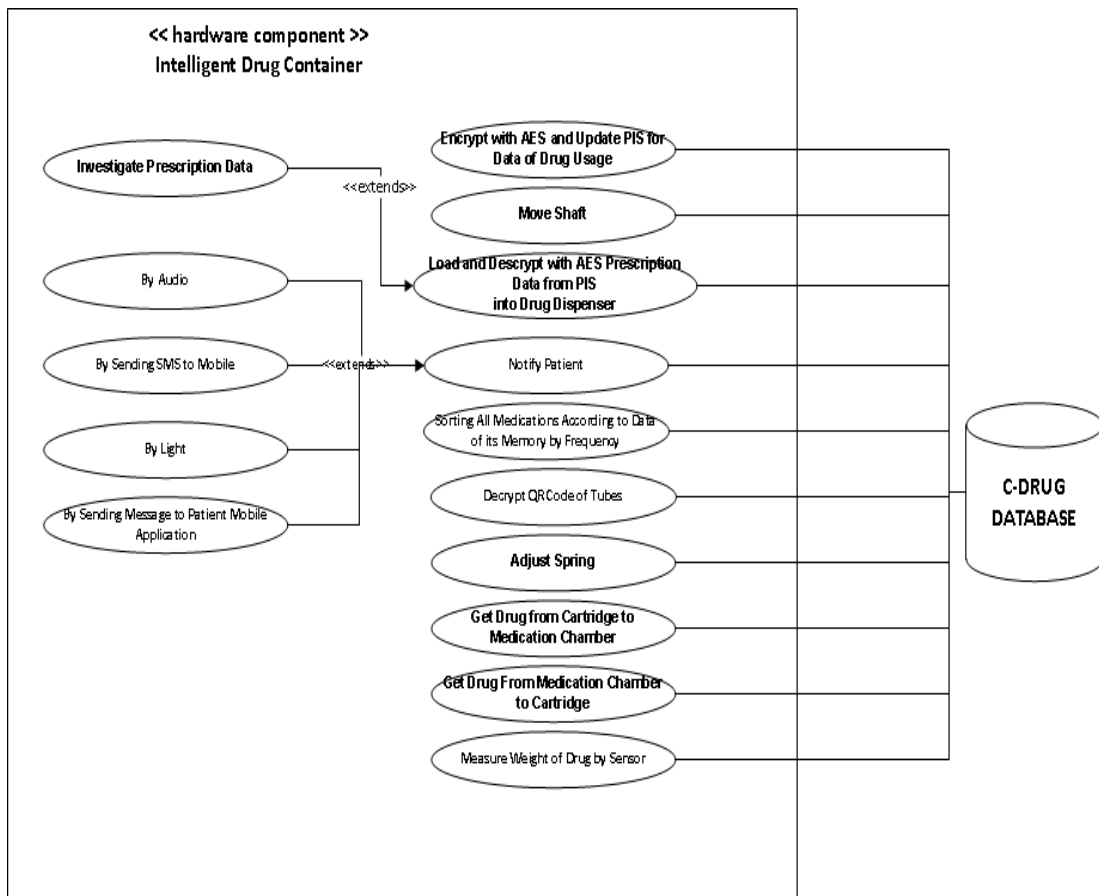 << hardware component >>
Intelligent Drug Container
Investigate Prescription Data
<<extends>>
By Audio
By Sending SMS to Mobile
<<extends>>
By Light
By Sending Message to Patient Mobile
Application
Encrypt with AES and Update PIS for
Data of Drug Usage
Move Shaft
Load and Descrypt with AES Prescription
Data from PIS
into Drug Dispenser
Notify Patient
Sorting All Medications According to Data
of its Memory by Frequency
Decrypt QR Code of Tubes
Adjust Spring
Get Drug from Cartridge to
Medication Chamber
Get Drug From Medication Chamber
to Cartridge
Measure Weight of Drug by Sensor
C-DRUG
DATABASE